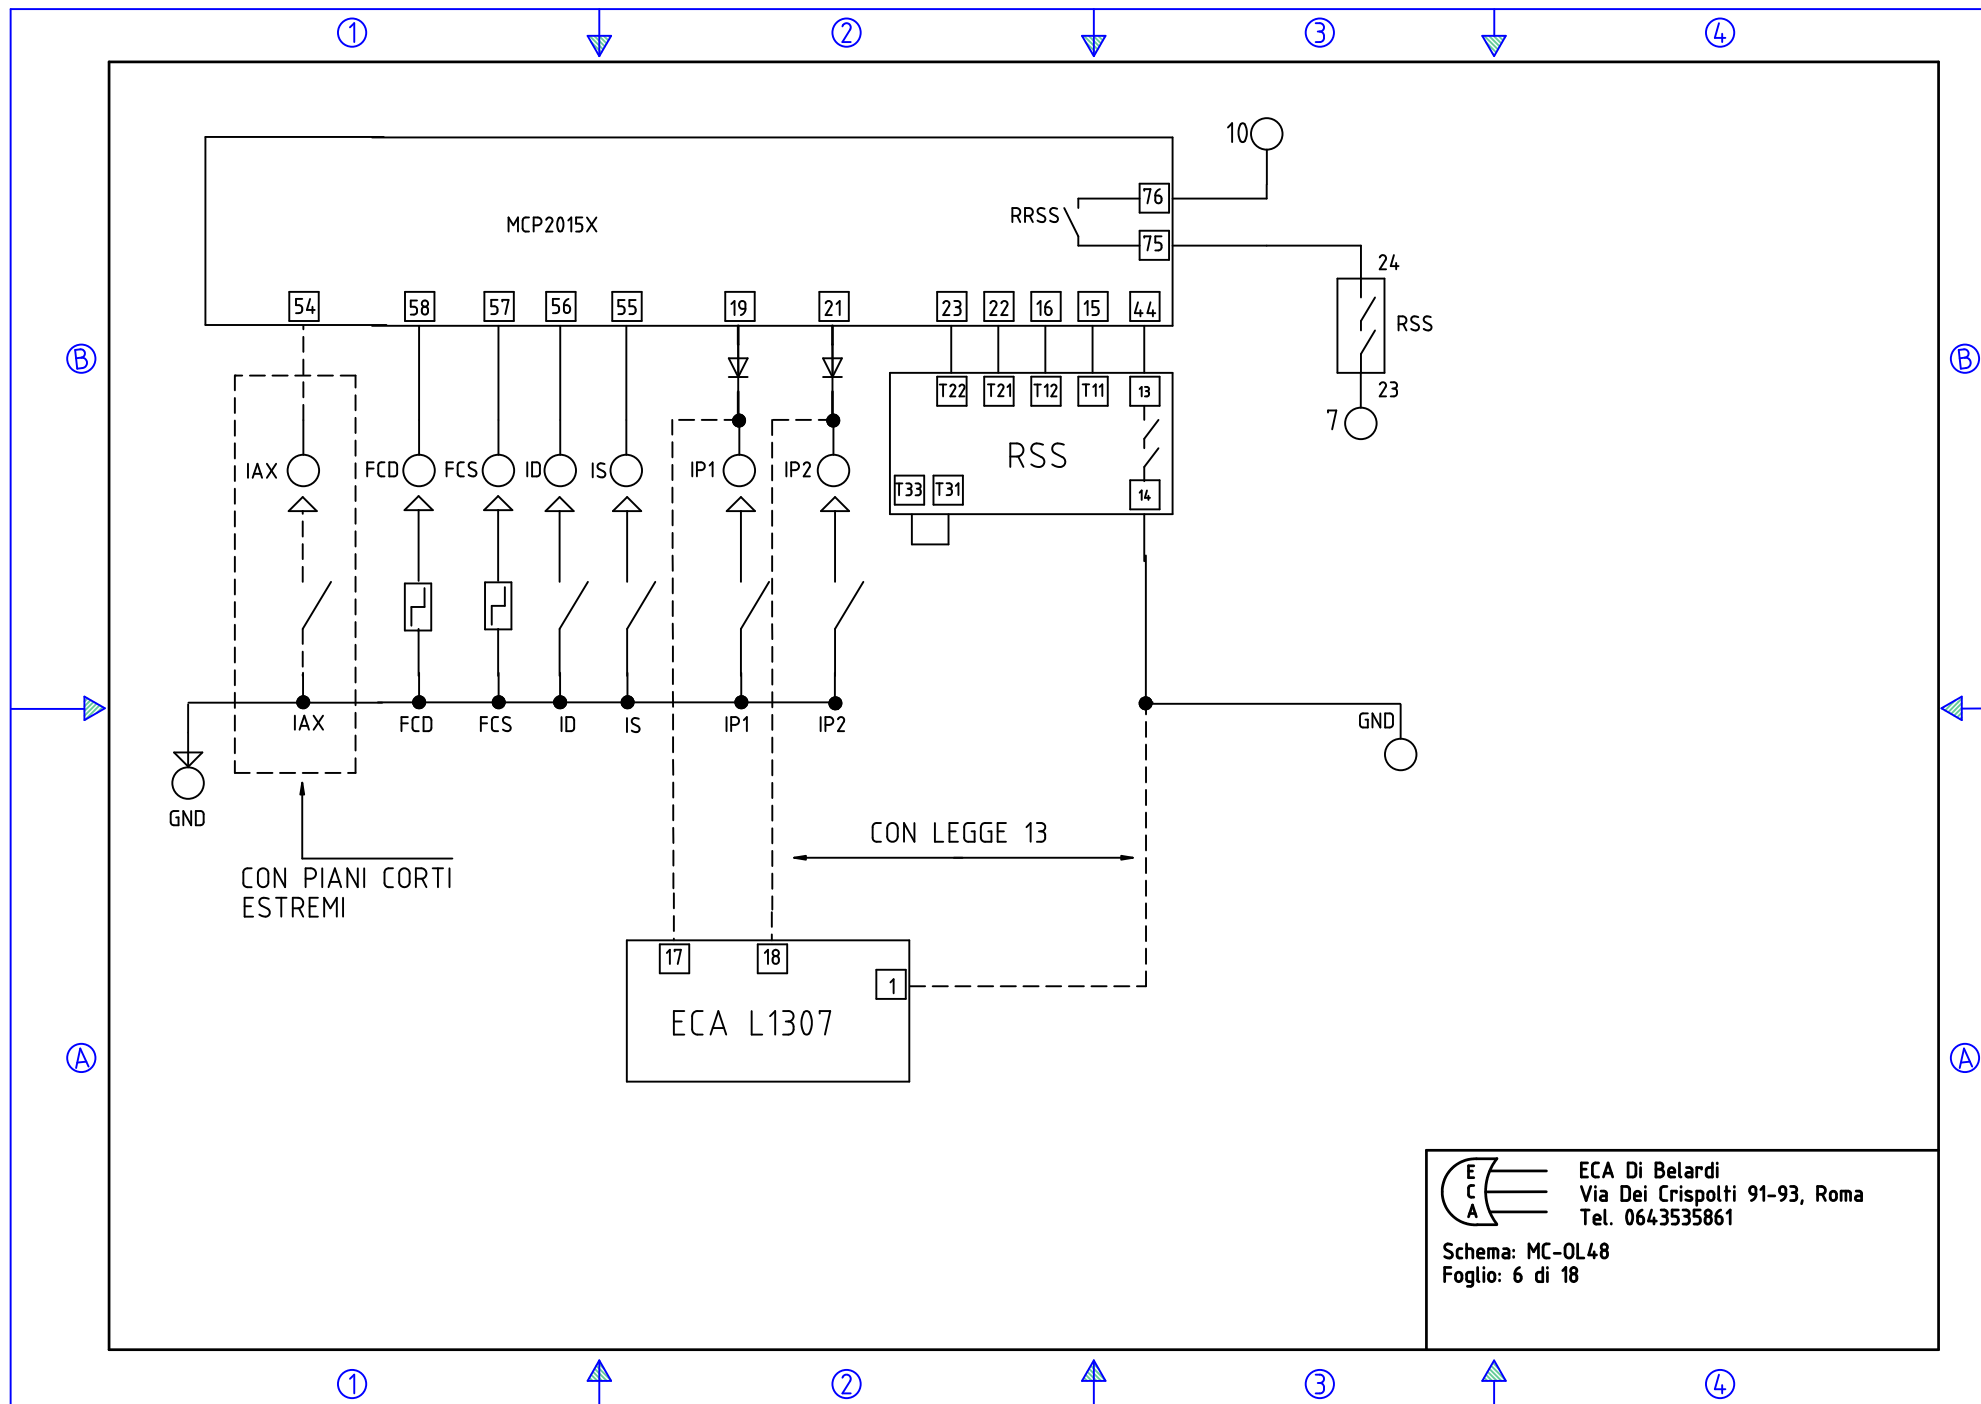 1 2 3 4
10
76
RRSS
MCP2015X
75
24
54 58 57 56 55 19 21 23 22 16 15 44
RSS
B B
T22 T21 T12 T11 13
23
7
RSS
IAX FCD FCS ID IS IP1 IP2
T33 T31 14
IAX FCD FCS ID IS IP1 IP2
GND
GND
CON LEGGE 13
CON PIANI CORTI
ESTREMI
17 18
1
ECA L1307
A A
E
C
A
ECA Di Belardi
Via Dei Crispolti 91-93, Roma
Tel. 0643535861
Schema: MC-OL48
Foglio: 6 di 18
1 2 3 4